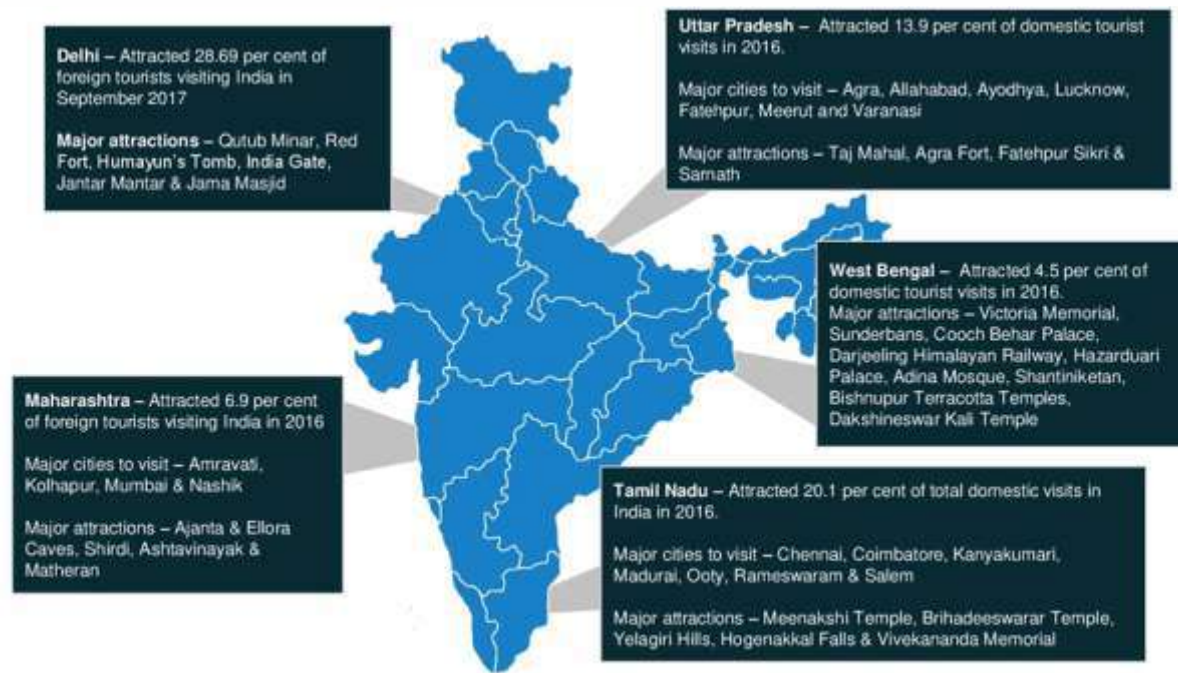 Delhi – Attracted 28.69 per cent of
foreign tourists visiting India in
September 2017
Major attractions – Qutub Minar, Red
Fort, Humayun's Tomb, India Gate,
Jantar Mantar & Jama Masjid
Uttar Pradesh – Attracted 13.9 per cent of domestic tourist
visits in 2016.
Major cities to visit – Agra, Allahabad, Ayodhya, Lucknow,
Fatehpur, Meerut and Varanasi
Major attractions – Taj Mahal, Agra Fort, Fatehpur Sikri &
Sarnath
West Bengal – Attracted 4.5 per cent of
domestic tourist visits in 2016.
Major attractions – Victoria Memorial,
Sunderbans, Cooch Behar Palace,
Darjeeling Himalayan Railway, Hazarduari
Palace, Adina Mosque, Shantiniketan,
Bishnupur Terracotta Temples,
Dakshineswar Kali Temple
Maharashtra – Attracted 6.9 per cent
of foreign tourists visiting India in 2016
Major cities to visit – Amravati,
Kolhapur, Mumbai & Nashik
Major attractions – Ajanta & Ellora
Caves, Shirdi, Ashtavinayak &
Matheran
Tamil Nadu – Attracted 20.1 per cent of total domestic visits in
India in 2016.
Major cities to visit – Chennai, Coimbatore, Kanyakumari,
Madurai, Ooty, Rameswaram & Salem
Major attractions – Meenakshi Temple, Brihadeeswarar Temple,
Yelagiri Hills, Hogenakkal Falls & Vivekananda Memorial